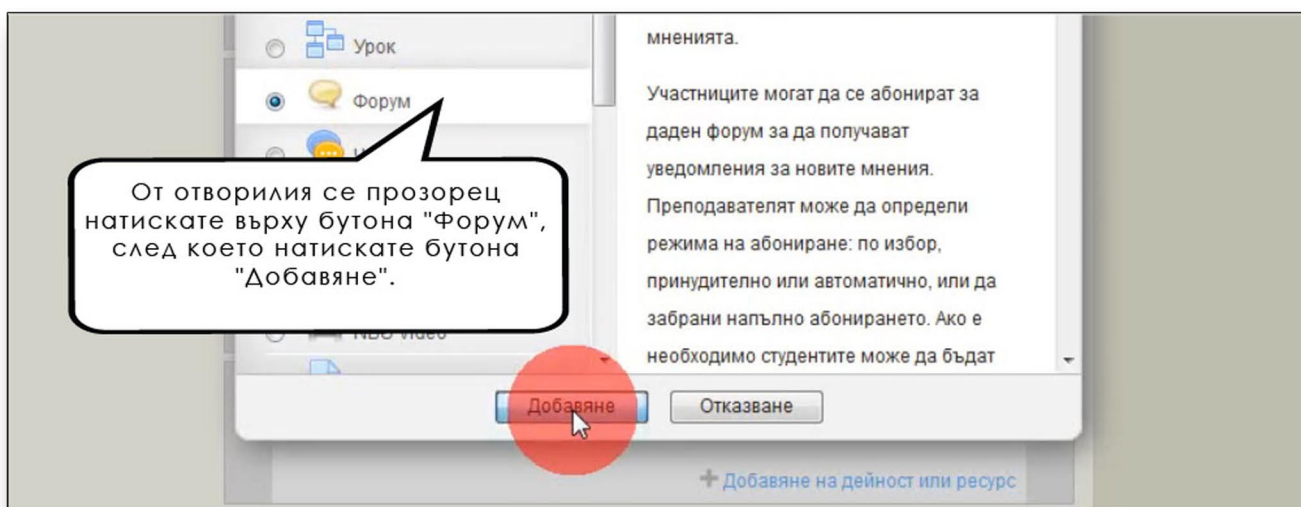 Урок
Форум
От отворилия се прозорец
натискате върху бутона "Форум",
след което натискате бутона
"Добавяне".
мненията.
Участниците могат да се абонират за
даден форум за да получават
уведомления за новите мнения.
Преподавателят може да определи
режима на абониране: по избор,
принудително или автоматично, или да
забрани напълно абонирането. Ако е
необходимо студентите може да бъдат
Добавяне
Отказване
Добавяне на дейност или ресурс